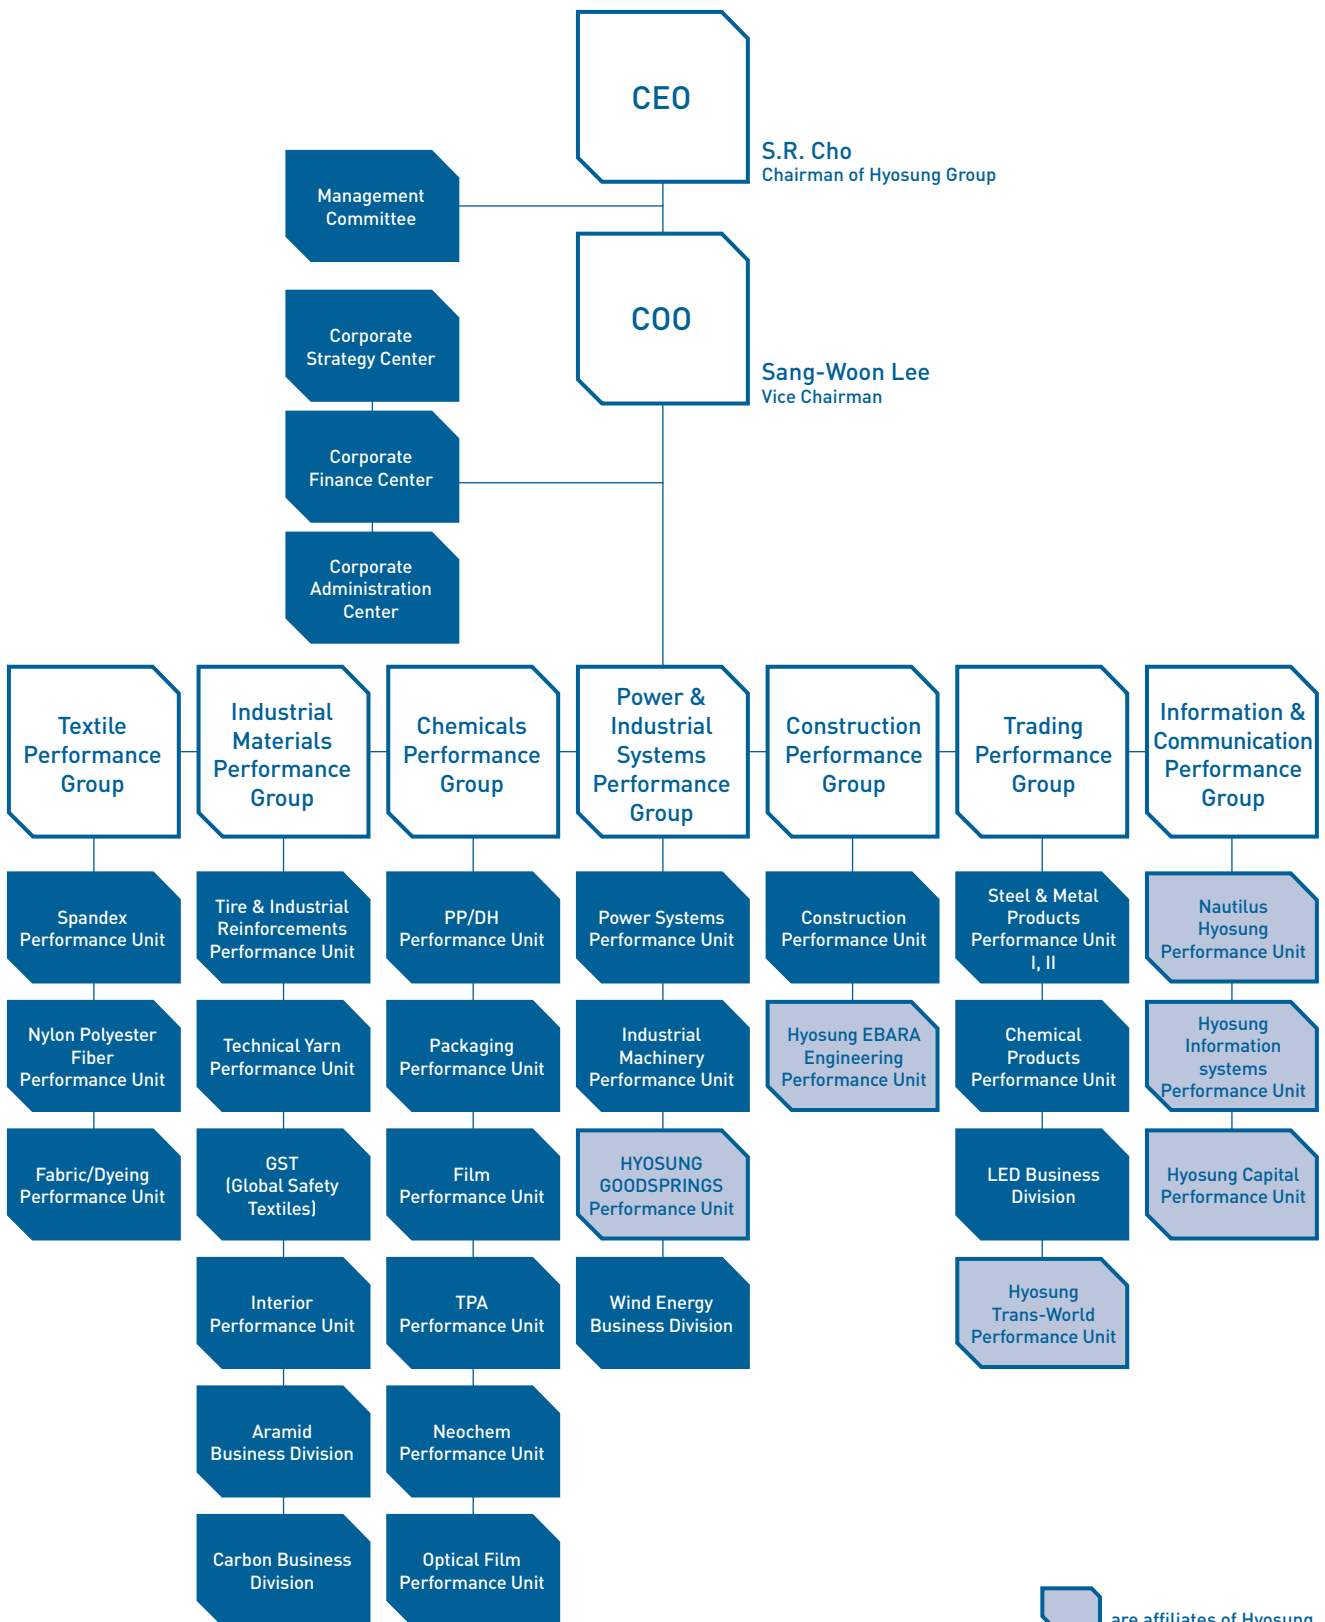 CEO
S.R. Cho
Chairman of Hyosung Group
Management
Committee
COO
Sang-Woon Lee
Vice Chairman
Corporate
Strategy Center
Corporate
Finance Center
Corporate
Administration
Center
Textile
Performance
Group
Industrial
Materials
Performance
Group
Chemicals
Performance
Group
Power &
Industrial
Systems
Performance
Group
Construction
Performance
Group
Trading
Performance
Group
Information &
Communication
Performance
Group
Spandex
Performance Unit
Nylon Polyester
Fiber
Performance Unit
Fabric/Dyeing
Performance Unit
Tire & Industrial
Reinforcements
Performance Unit
Technical Yarn
Performance Unit
GST
(Global Safety
Textiles)
Interior
Performance Unit
Aramid
Business Division
Carbon Business
Division
PP/DH
Performance Unit
Packaging
Performance Unit
Film
Performance Unit
TPA
Performance Unit
Neochem
Performance Unit
Optical Film
Performance Unit
Power Systems
Performance Unit
Industrial
Machinery
Performance Unit
HYOSUNG
GOODSPRINGS
Performance Unit
Wind Energy
Business Division
Construction
Performance Unit
Hyosung EBARA
Engineering
Performance Unit
Steel & Metal
Products
Performance Unit
I, II
Chemical
Products
Performance Unit
LED Business
Division
Hyosung
Trans-World
Performance Unit
Nautilus
Hyosung
Performance Unit
Hyosung
Information
systems
Performance Unit
Hyosung Capital
Performance Unit
are affiliates of Hyosung